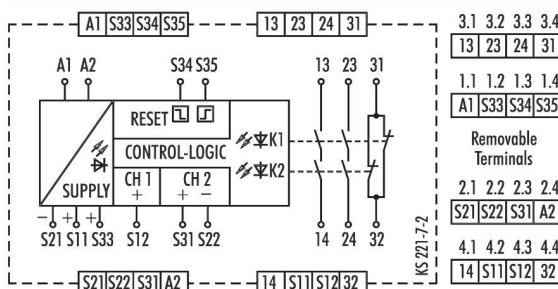 A1 S33 S34 S35 13 23 24 31
3.1 3.2 3.3 3.4
13 23 24 31
A1 A2 S34 S35 13 23 31
1.1 1.2 1.3 1.4
A1 S33 S34 S35
RESET
K1
Removable
Terminals
CONTROL-LOGIC
K2
SUPPLY CH 1 CH 2
+ + −
2.1 2.2 2.3 2.4
S21 S22 S31 A2
− + +
S21 S11 S33 S12 S31 S22 14 24 32
4.1 4.2 4.3 4.4
14 S11 S12 32
S21 S22 S31 A2 14 S11 S12 32
KS 221-7-2